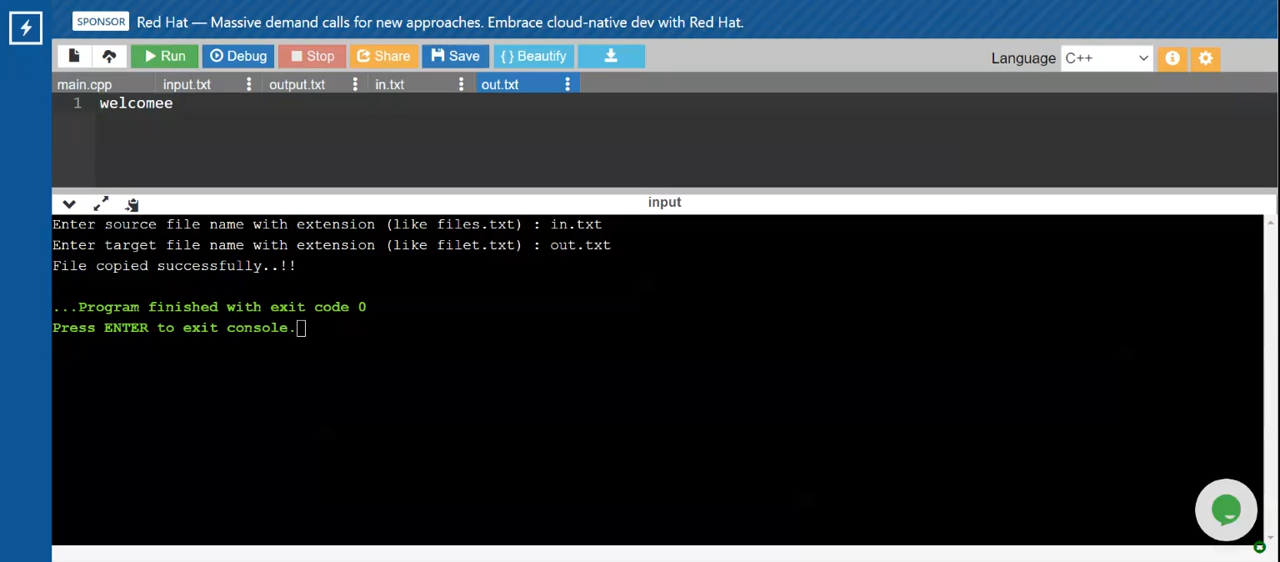 SPONSOR Red Hat — Massive demand calls for new approaches. Embrace cloud-native dev with Red Hat.
Run Debug Stop Share Save { } Beautify Language C++
main.cpp input.txt output.txt in.txt out.txt
1 welcomee
input
Enter source file name with extension (like files.txt) : in.txt
Enter target file name with extension (like filet.txt) : out.txt
File copied successfully..!!
...Program finished with exit code 0
Press ENTER to exit console.